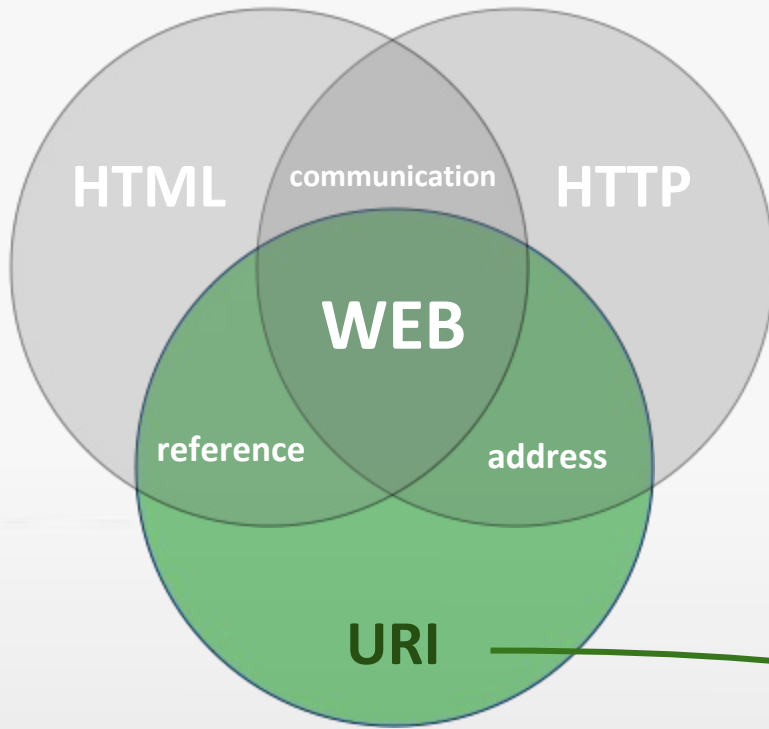 HTML
communication
HTTP
WEB
reference
address
URI